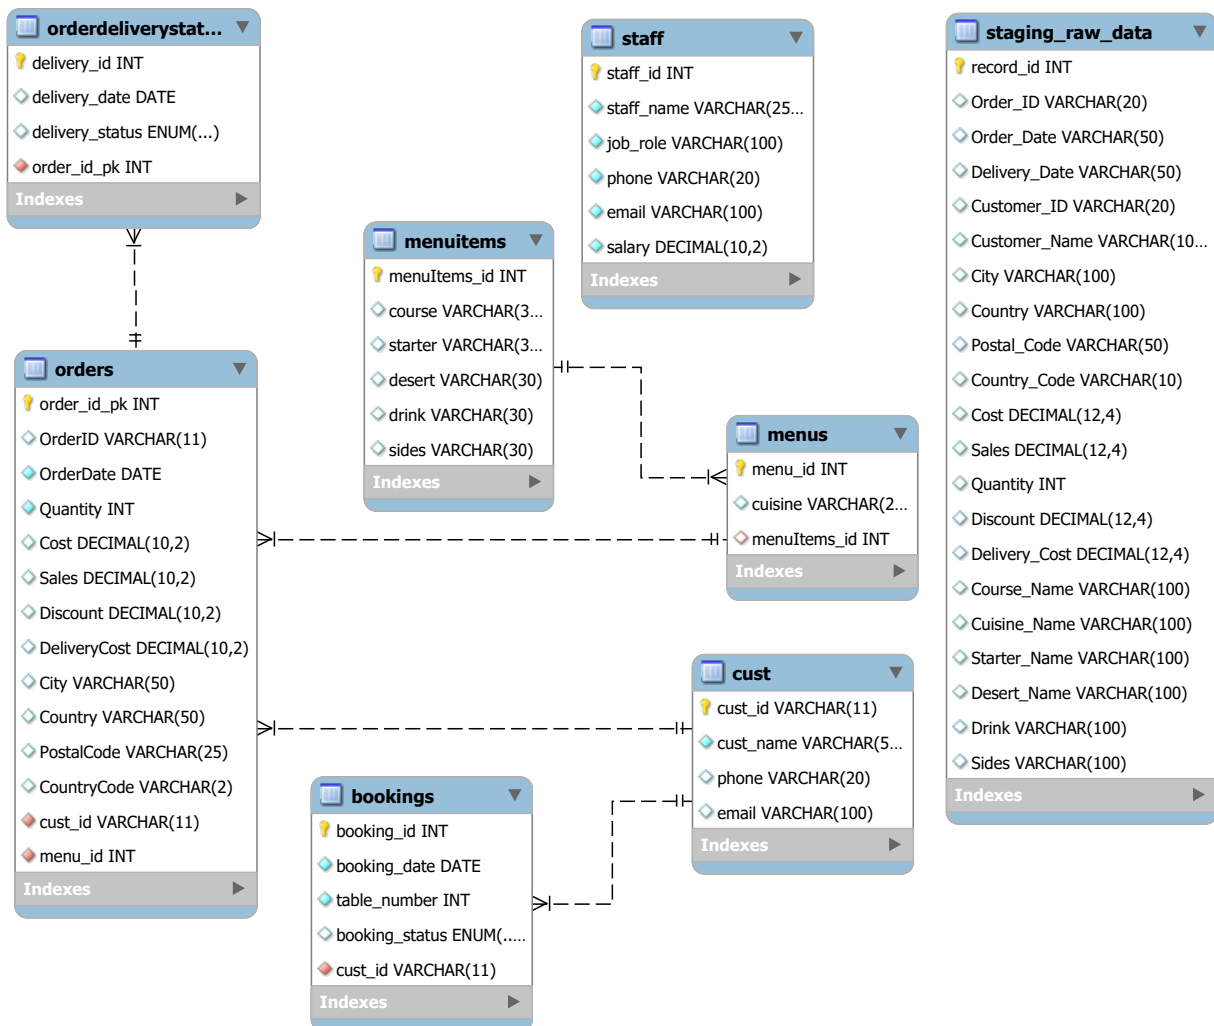 orderdeliverystat...
delivery_id INT
delivery_date DATE
delivery_status ENUM(...)
order_id_pk INT
Indexes
staff
staff_id INT
staff_name VARCHAR(25...
job_role VARCHAR(100)
phone VARCHAR(20)
email VARCHAR(100)
salary DECIMAL(10,2)
Indexes
staging_raw_data
record_id INT
Order_ID VARCHAR(20)
Order_Date VARCHAR(50)
Delivery_Date VARCHAR(50)
Customer_ID VARCHAR(20)
Customer_Name VARCHAR(10...
City VARCHAR(100)
Country VARCHAR(100)
Postal_Code VARCHAR(50)
Country_Code VARCHAR(10)
Cost DECIMAL(12,4)
Sales DECIMAL(12,4)
Quantity INT
Discount DECIMAL(12,4)
Delivery_Cost DECIMAL(12,4)
Course_Name VARCHAR(100)
Cuisine_Name VARCHAR(100)
Starter_Name VARCHAR(100)
Desert_Name VARCHAR(100)
Drink VARCHAR(100)
Sides VARCHAR(100)
Indexes
menuitems
menuItems_id INT
course VARCHAR(3...
starter VARCHAR(3...
desert VARCHAR(30)
drink VARCHAR(30)
sides VARCHAR(30)
Indexes
orders
order_id_pk INT
OrderID VARCHAR(11)
OrderDate DATE
Quantity INT
Cost DECIMAL(10,2)
Sales DECIMAL(10,2)
Discount DECIMAL(10,2)
DeliveryCost DECIMAL(10,2)
City VARCHAR(50)
Country VARCHAR(50)
PostalCode VARCHAR(25)
CountryCode VARCHAR(2)
cust_id VARCHAR(11)
menu_id INT
Indexes
menus
menu_id INT
cuisine VARCHAR(2...
menuItems_id INT
Indexes
cust
cust_id VARCHAR(11)
cust_name VARCHAR(5...
phone VARCHAR(20)
email VARCHAR(100)
Indexes
bookings
booking_id INT
booking_date DATE
table_number INT
booking_status ENUM(.....
cust_id VARCHAR(11)
Indexes